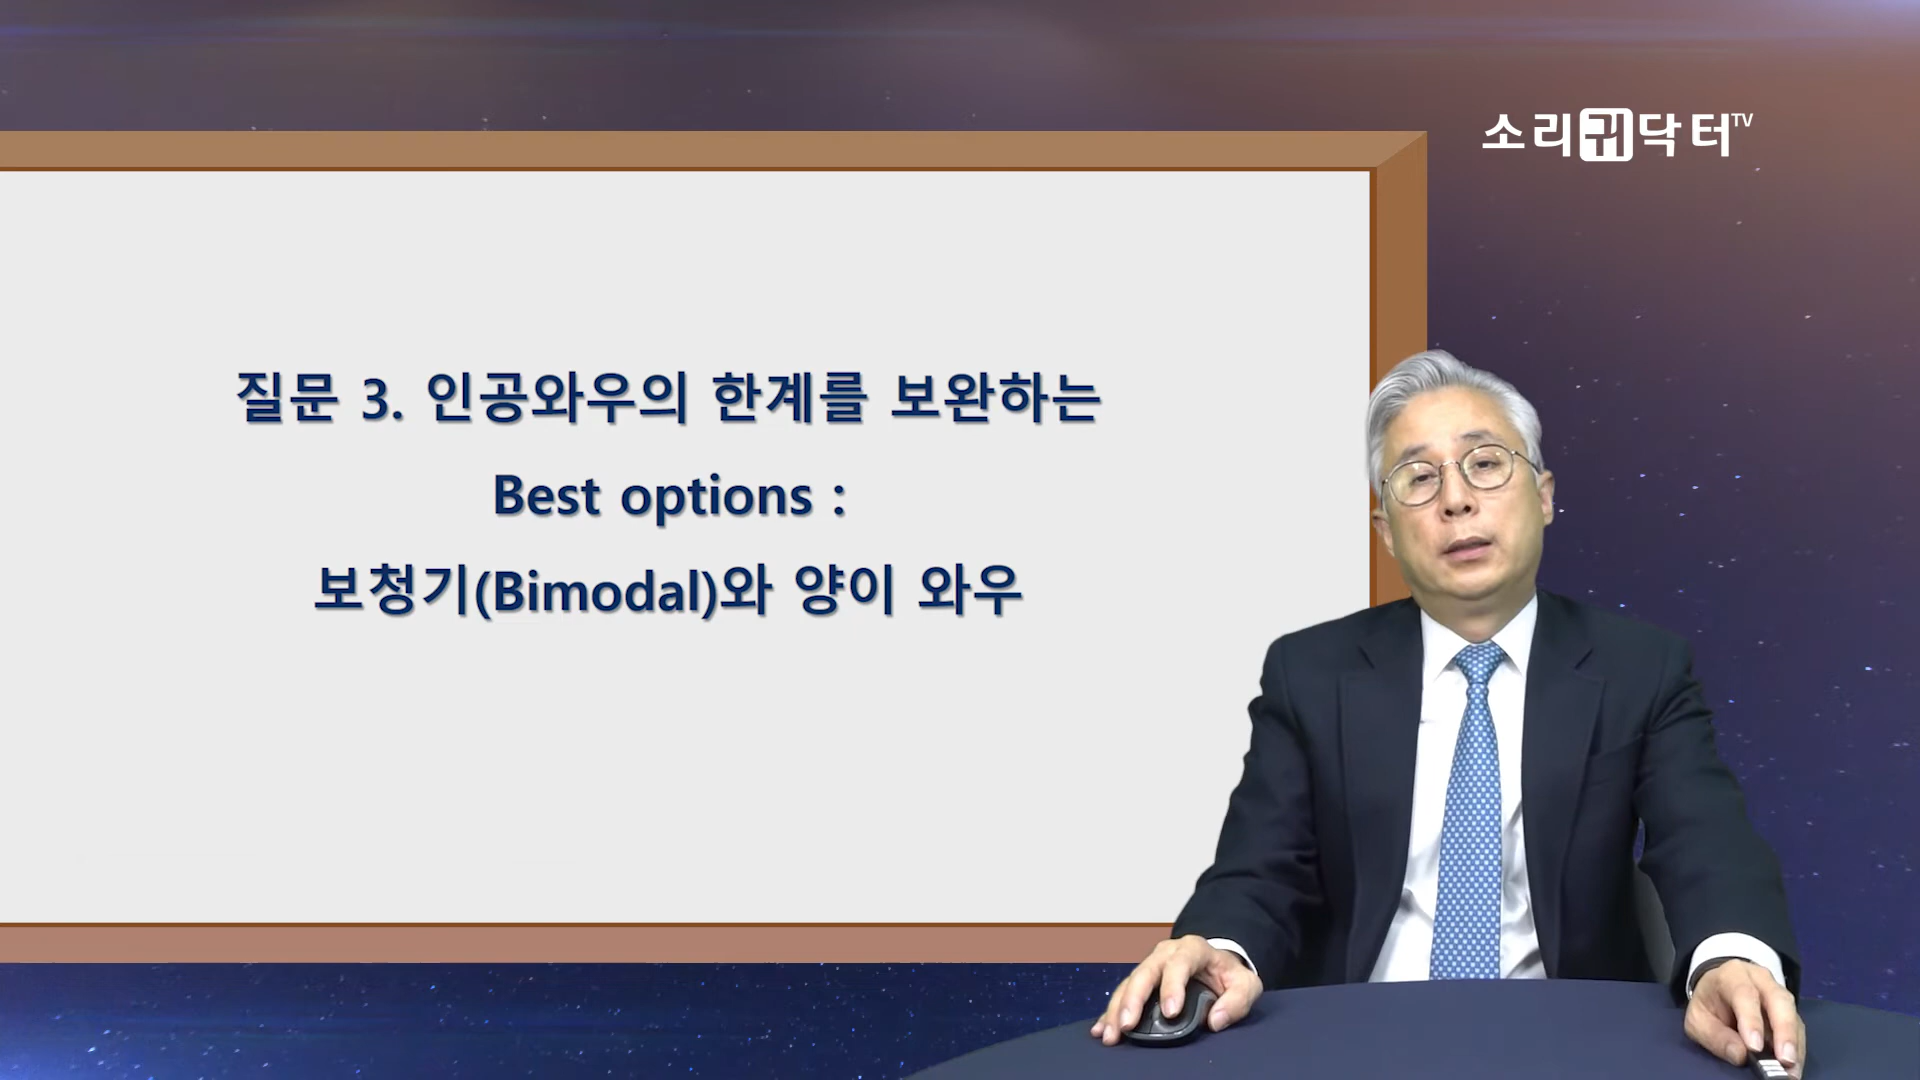 소리귀닥터TV
질문 3. 인공와우의 한계를 보완하는
Best options :
보청기(Bimodal)와 양이 와우